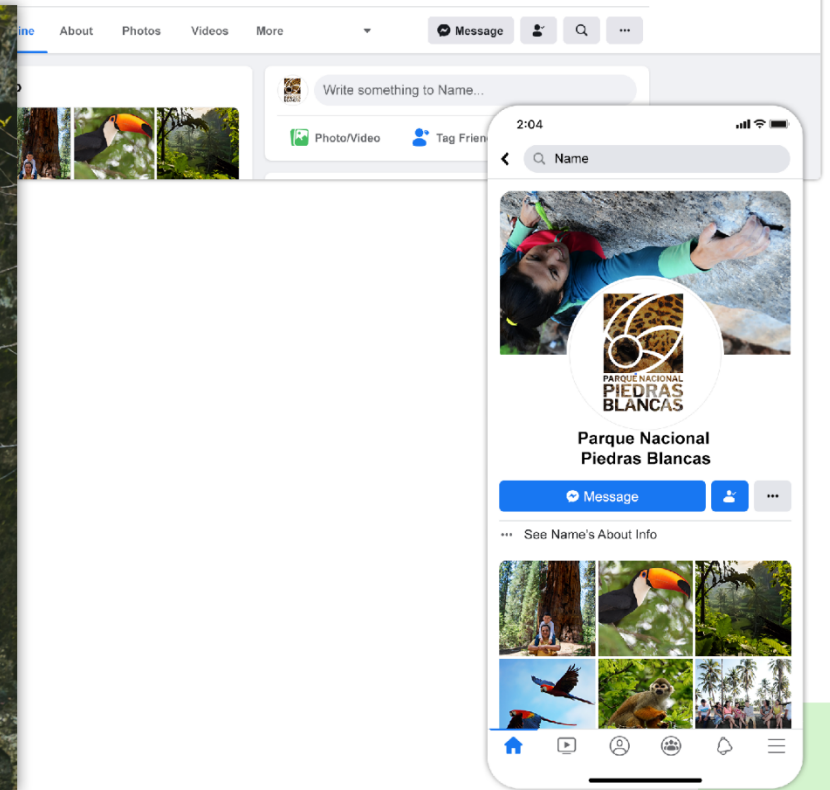 ine About Photos Videos More Message
Write something to Name...
Photo/Video Tag Frien
2:04
Name
PARQUE NACIONAL
PIEDRAS
BLANCAS
Parque Nacional
Piedras Blancas
Message
See Name's About Info